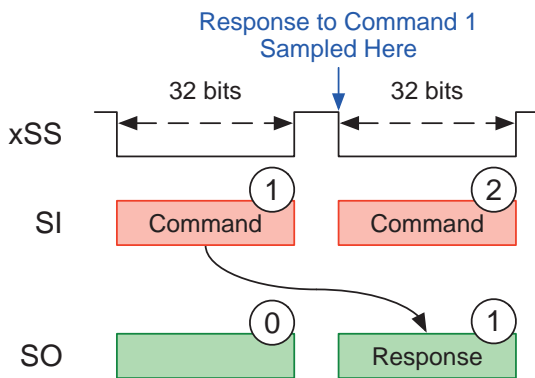 Response to Command 1
Sampled Here
32 bits
32 bits
xSS
1
2
SI
Command
Command
0
1
SO
Response